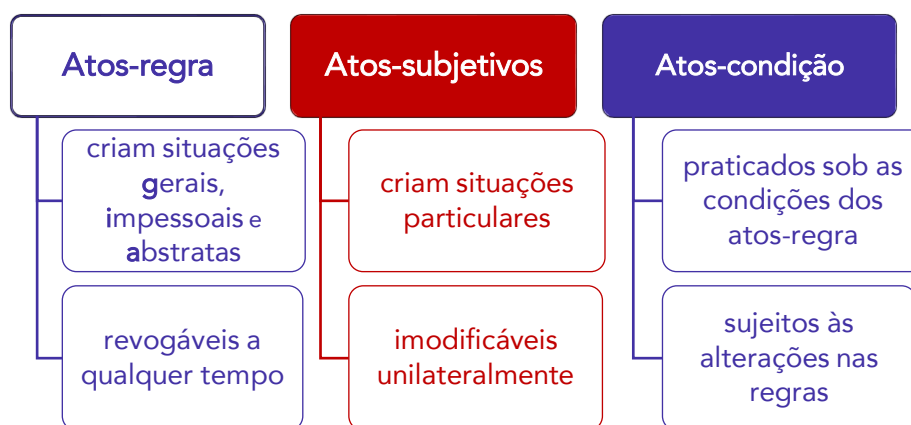 Atos-regra
criam situações
gerais,
impessoais e
abstratas
revogáveis a
qualquer tempo
Atos-subjetivos
criam situações
particulares
imodificáveis
unilateralmente
Atos-condição
praticados sob as
condições dos
atos-regra
sujeitos às
alterações nas
regras